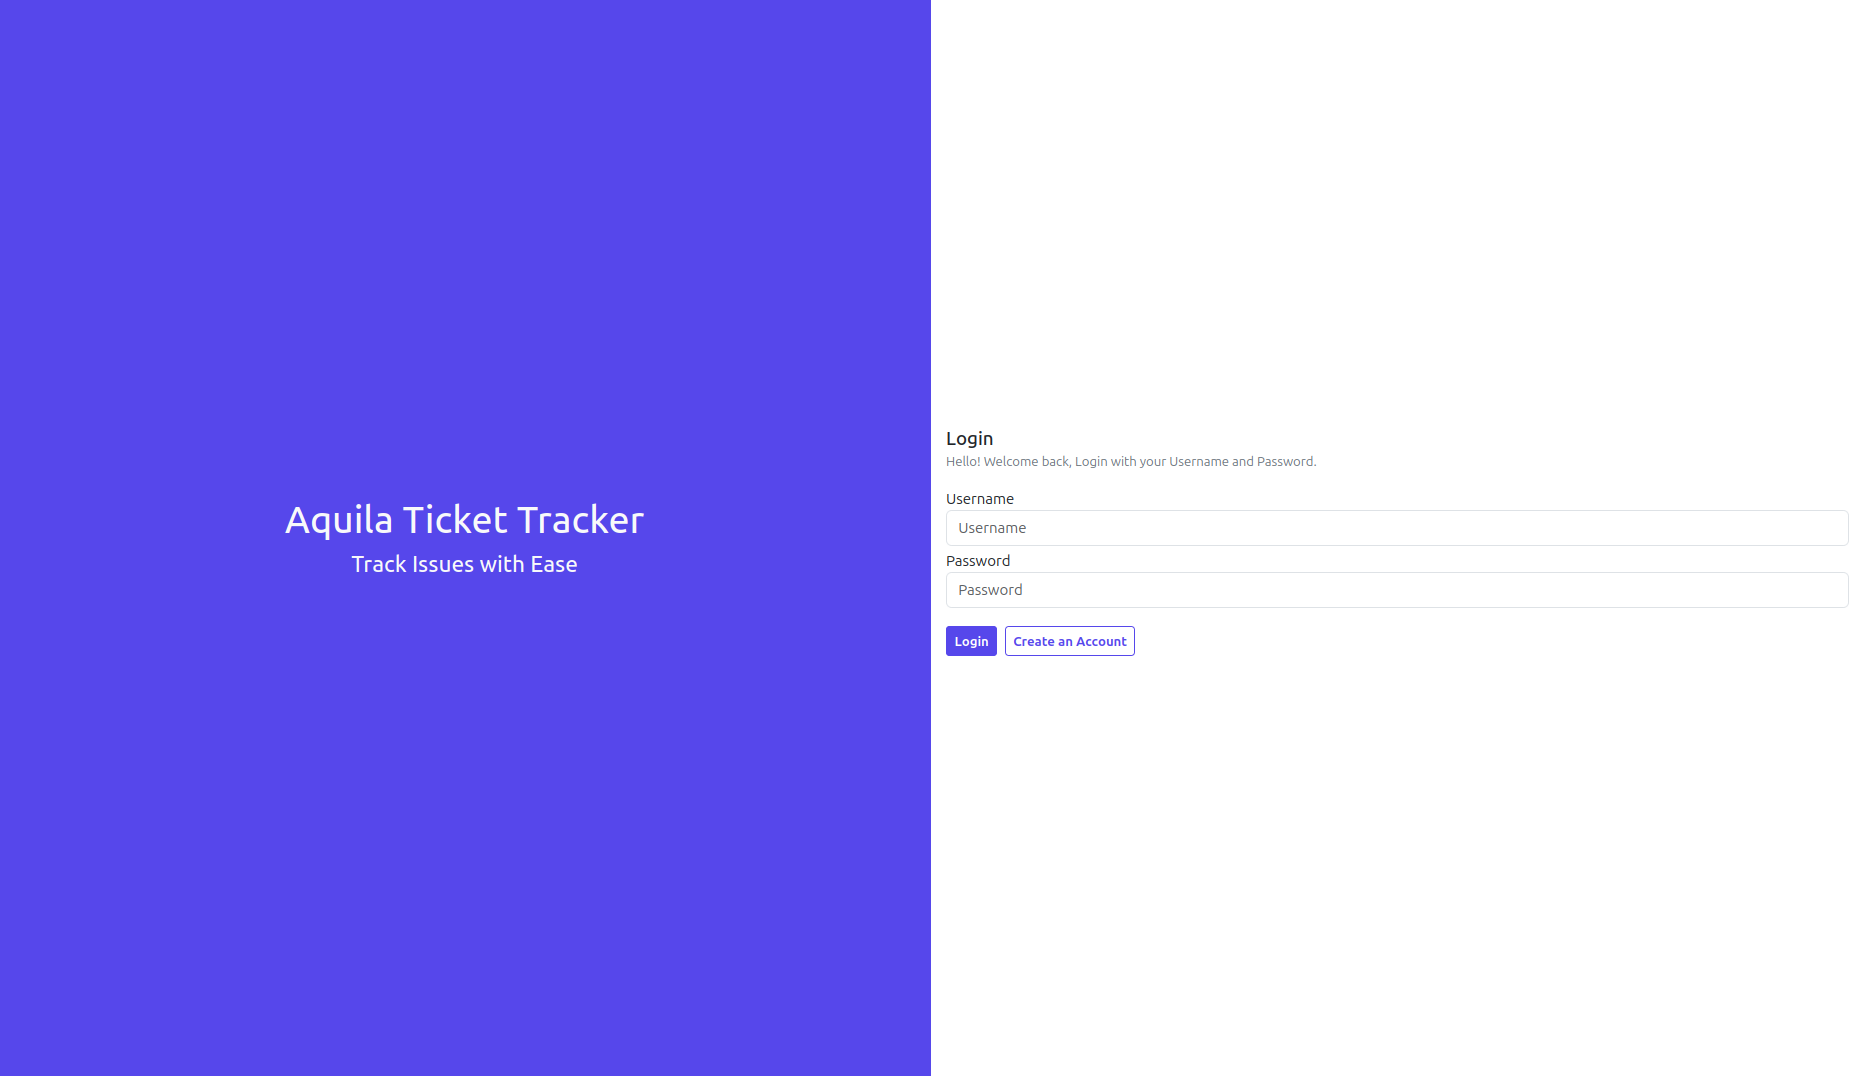 Aquila Ticket Tracker
Track Issues with Ease
Login
Hello! Welcome back, Login with your Username and Password.
Username
Username
Password
Password
Login
Create an Account